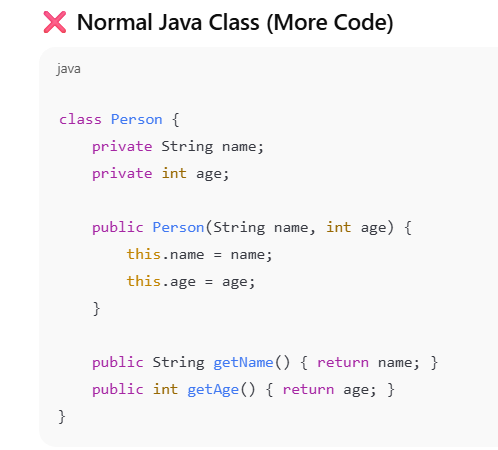 ❌ Normal Java Class (More Code)
java
class Person {
    private String name;
    private int age;

    public Person(String name, int age) {
        this.name = name;
        this.age = age;
    }

    public String getName() { return name; }
    public int getAge() { return age; }
}